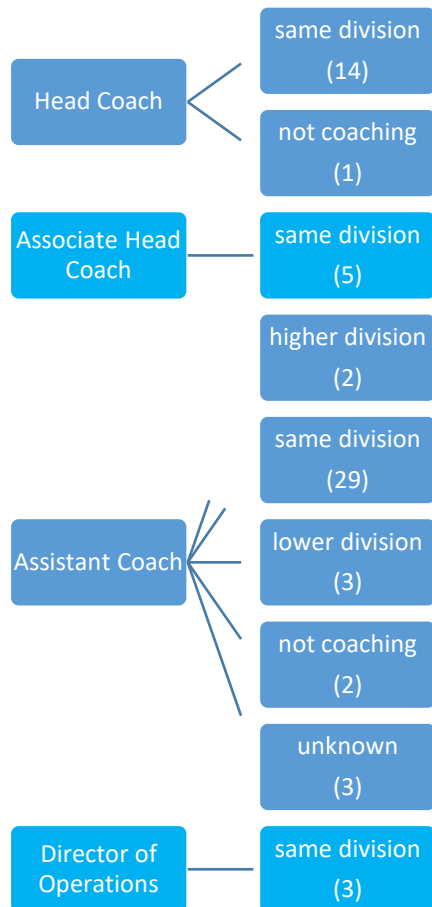 Head Coach
same division
(14)
not coaching
(1)
Associate Head
Coach
same division
(5)
Assistant Coach
higher division
(2)
same division
(29)
lower division
(3)
not coaching
(2)
unknown
(3)
Director of
Operations
same division
(3)